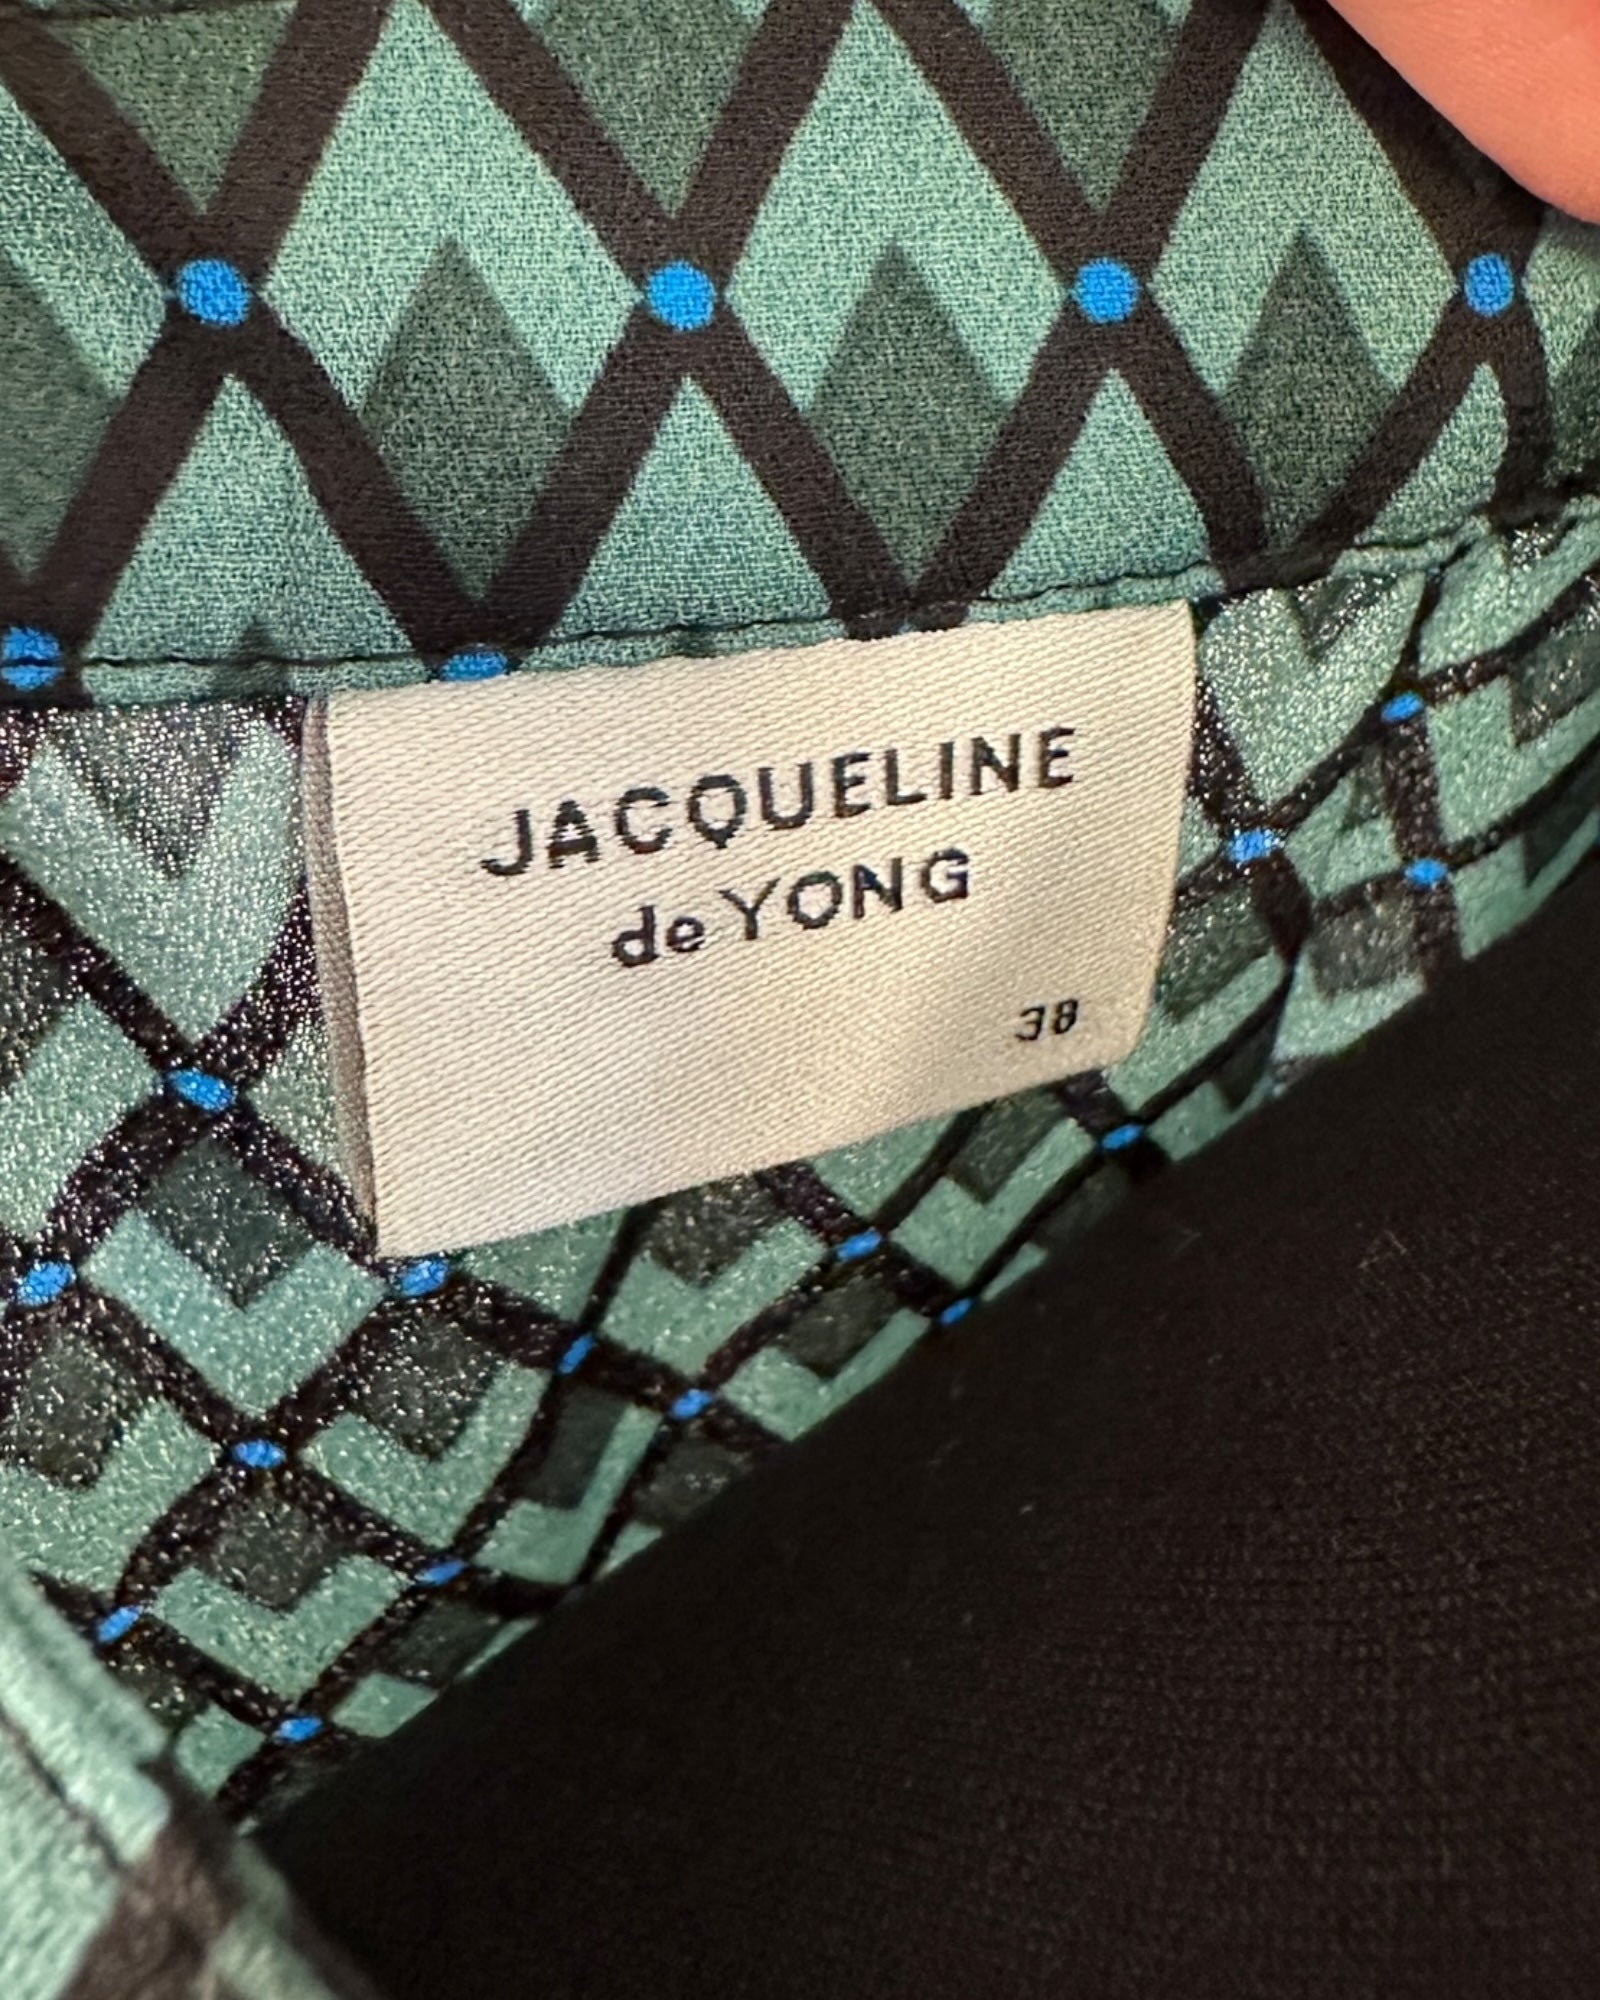 JACQUELINE
de YONG
38